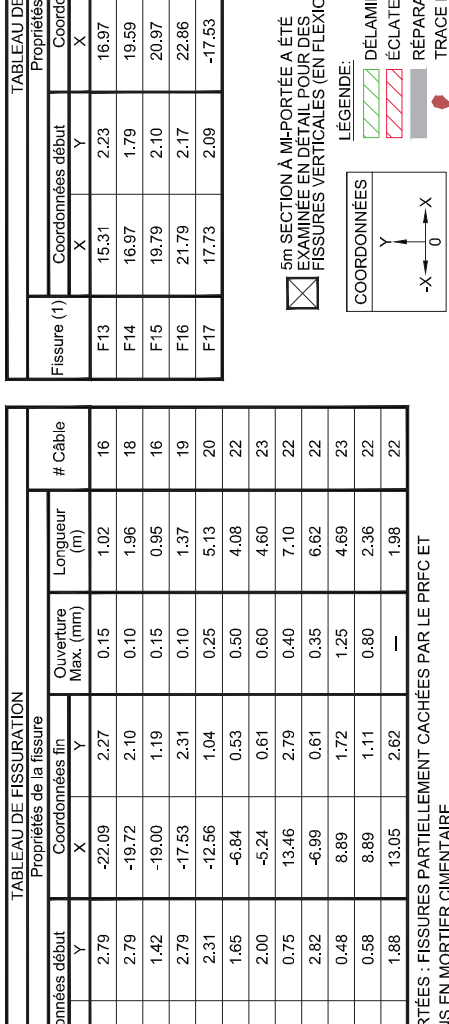 TABLEAU DE FISSURATION
Propriétés de la fissure
# Câble
onnées début Coordonnées fin Ouverture Max. (mm) Longueur (m)
Y X Y
2.79 -22.09 2.27 0.15 1.02 16
2.79 -19.72 2.10 0.10 1.96 18
1.42 -19.00 1.19 0.15 0.95 16
2.79 -17.53 2.31 0.10 1.37 19
2.31 -12.56 1.04 0.25 5.13 20
1.65 -6.84 0.53 0.50 4.08 22
2.00 -5.24 0.61 0.60 4.60 23
0.75 13.46 2.79 0.40 7.10 22
2.82 -6.99 0.61 0.35 6.62 22
0.48 8.89 1.72 1.25 4.69 23
0.58 8.89 1.11 0.80 2.36 22
1.88 13.05 2.62 — 1.98 22
RTÉES : FISSURES PARTIELLEMENT CACHÉES PAR LE PRFC ET
NS EN MORTIER CIMENTAIRE
TABLEAU DE
Propriétés
Fissure (1) Coordonnées début Coordo
X Y X
F13 15.31 2.23 16.97
F14 16.97 1.79 19.59
F15 19.79 2.10 20.97
F16 21.79 2.17 22.86
F17 17.73 2.09 -17.53
5m SECTION À MI-PORTÉE A ÉTÉ
EXAMINÉE EN DÉTAIL POUR DES
FISSURES VERTICALES (EN FLEXIO
COORDONNÉES
Y
-X 0 X
LÉGENDE:
DÉLAMI
ÉCLATE
RÉPARA
TRACE